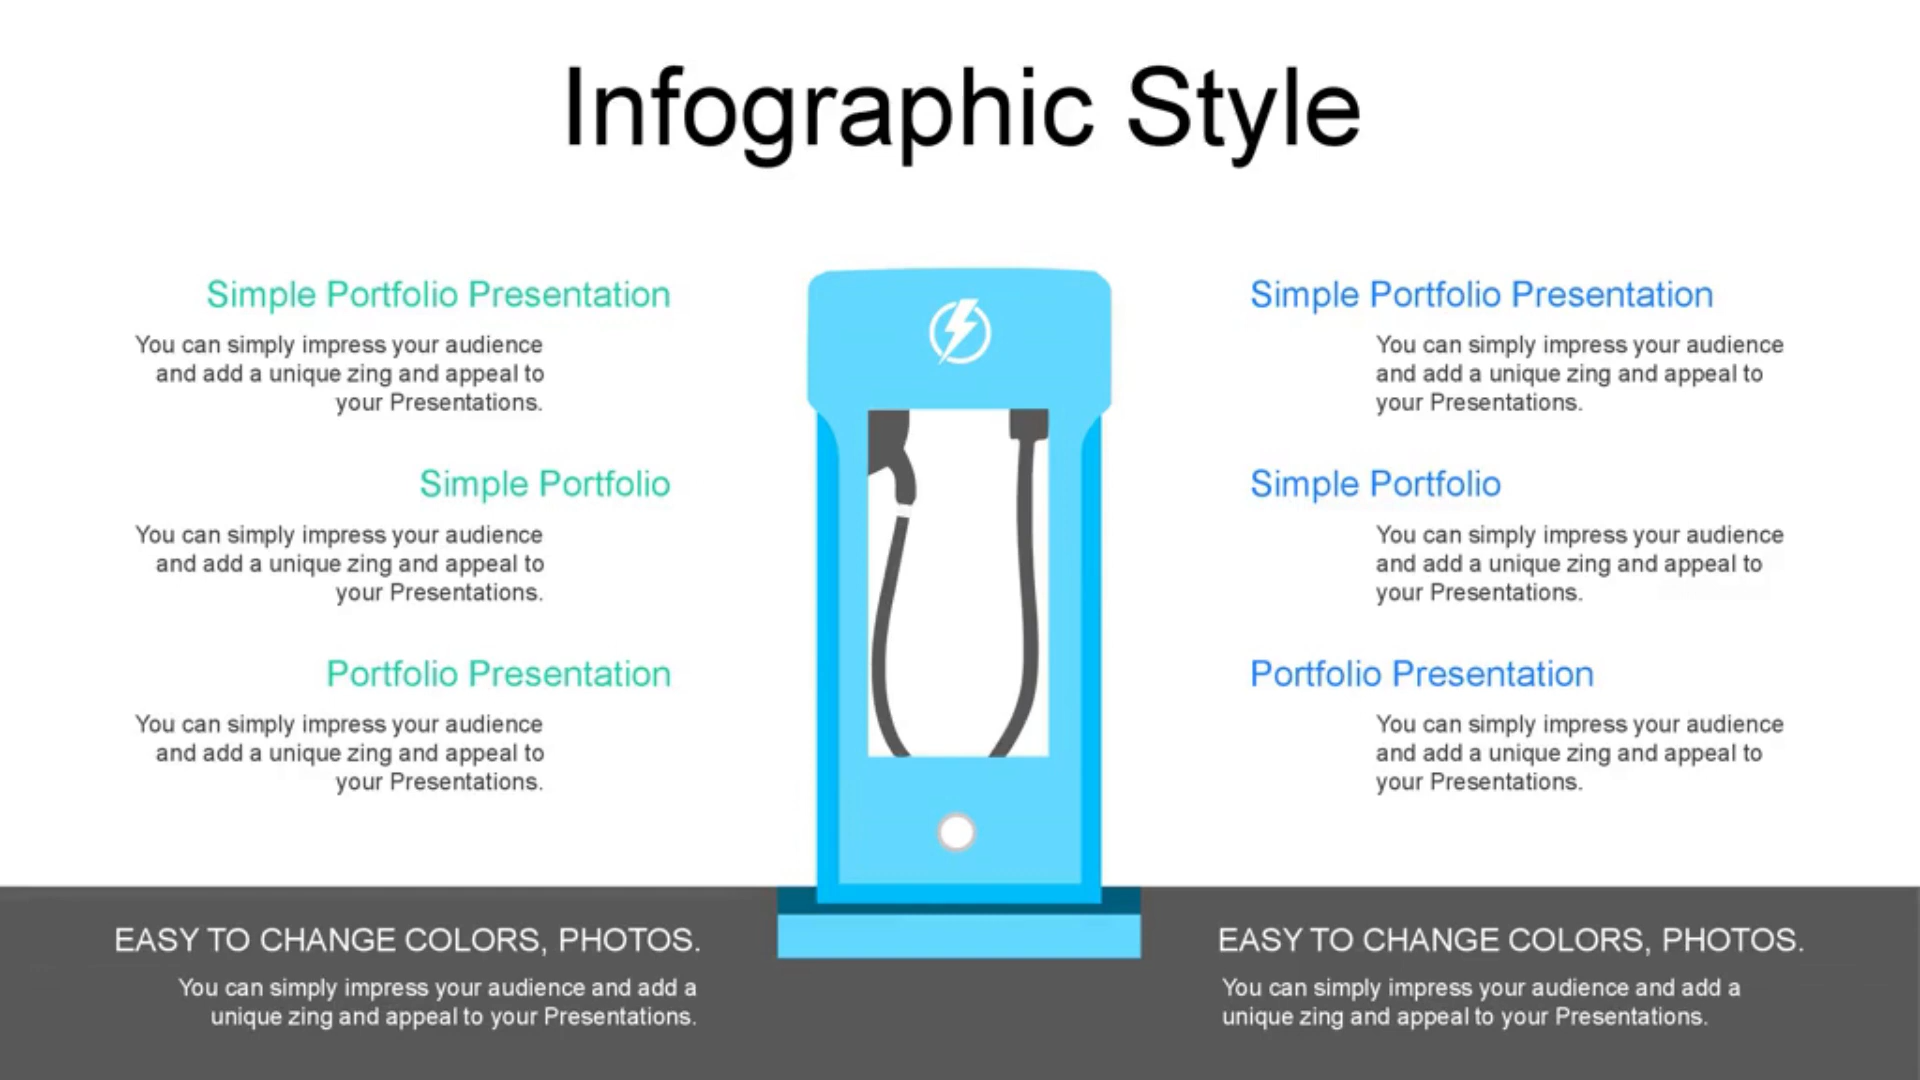 Infographic Style
Simple Portfolio Presentation
You can simply impress your audience
and add a unique zing and appeal to
your Presentations.
Simple Portfolio
You can simply impress your audience
and add a unique zing and appeal to
your Presentations.
Portfolio Presentation
You can simply impress your audience
and add a unique zing and appeal to
your Presentations.
Simple Portfolio Presentation
You can simply impress your audience
and add a unique zing and appeal to
your Presentations.
Simple Portfolio
You can simply impress your audience
and add a unique zing and appeal to
your Presentations.
Portfolio Presentation
You can simply impress your audience
and add a unique zing and appeal to
your Presentations.
EASY TO CHANGE COLORS, PHOTOS.
You can simply impress your audience and add a
unique zing and appeal to your Presentations.
EASY TO CHANGE COLORS, PHOTOS.
You can simply impress your audience and add a
unique zing and appeal to your Presentations.